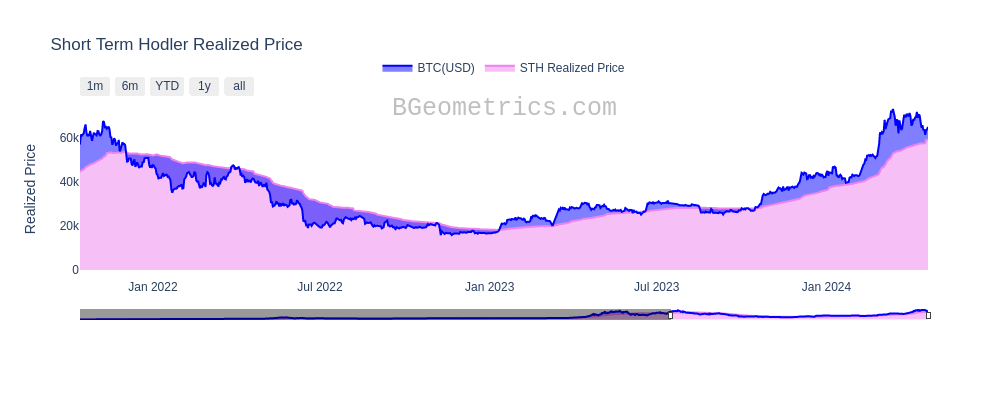 Short Term Hodler Realized Price
BTC(USD) STH Realized Price
1m 6m YTD 1y all
BGeometrics.com
Realized Price
60k
40k
20k
0
Jan 2022 Jul 2022 Jan 2023 Jul 2023 Jan 2024